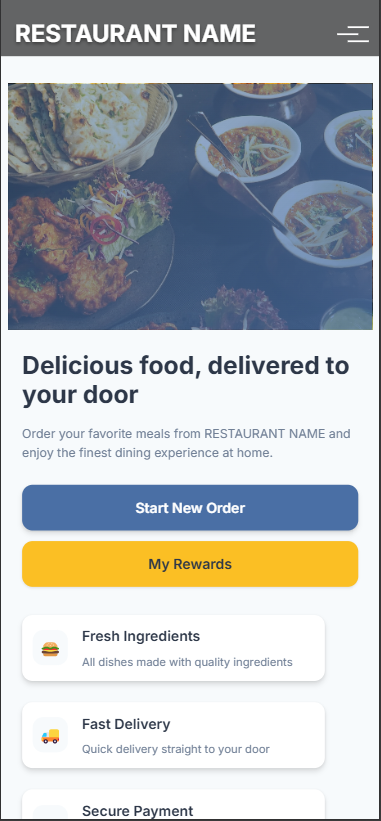 RESTAURANT NAME
Delicious food, delivered to
your door
Order your favorite meals from RESTAURANT NAME and
enjoy the finest dining experience at home.
Start New Order
My Rewards
Fresh Ingredients
All dishes made with quality ingredients
Fast Delivery
Quick delivery straight to your door
Secure Payment